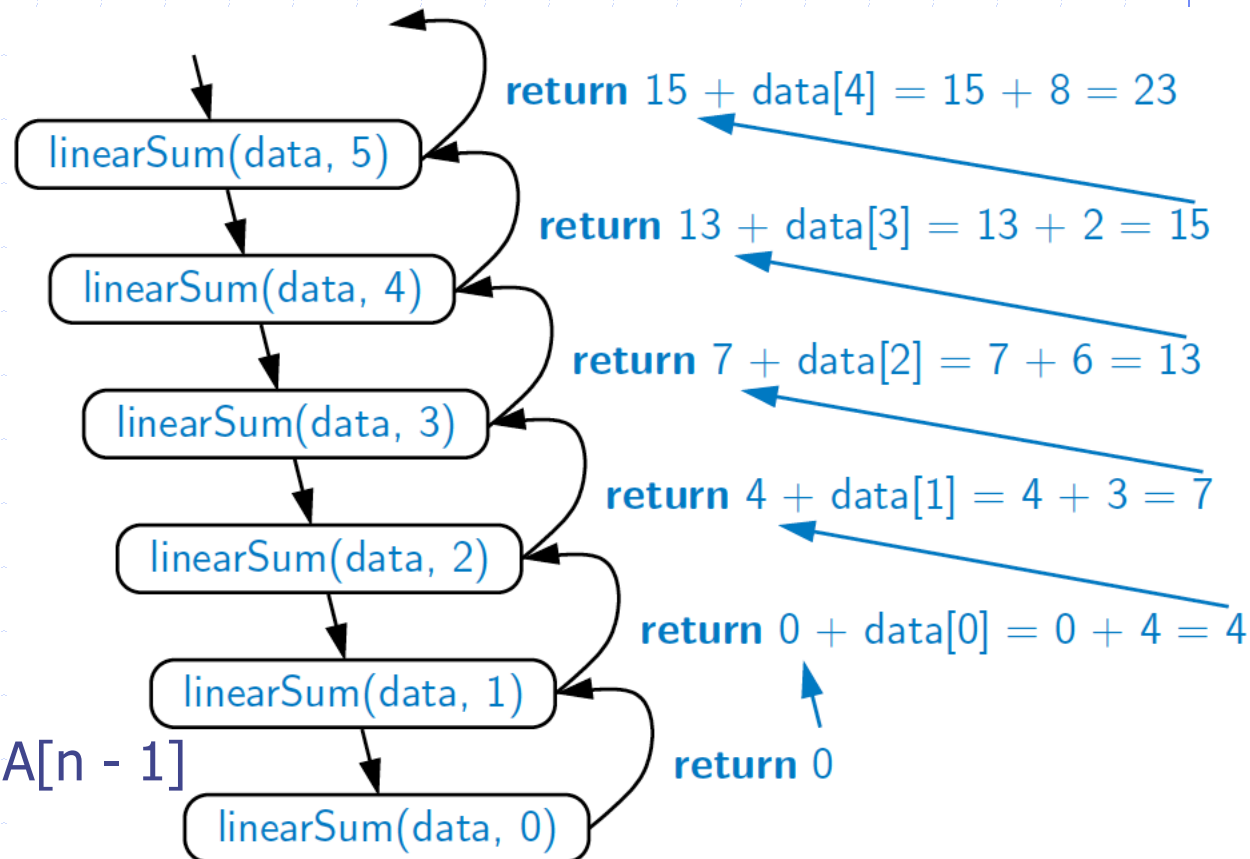 return 15 + data[4] = 15 + 8 = 23
linearSum(data, 5)
return 13 + data[3] = 13 + 2 = 15
linearSum(data, 4)
return 7 + data[2] = 7 + 6 = 13
linearSum(data, 3)
return 4 + data[1] = 4 + 3 = 7
linearSum(data, 2)
return 0 + data[0] = 0 + 4 = 4
linearSum(data, 1)
A[n - 1]
return 0
linearSum(data, 0)